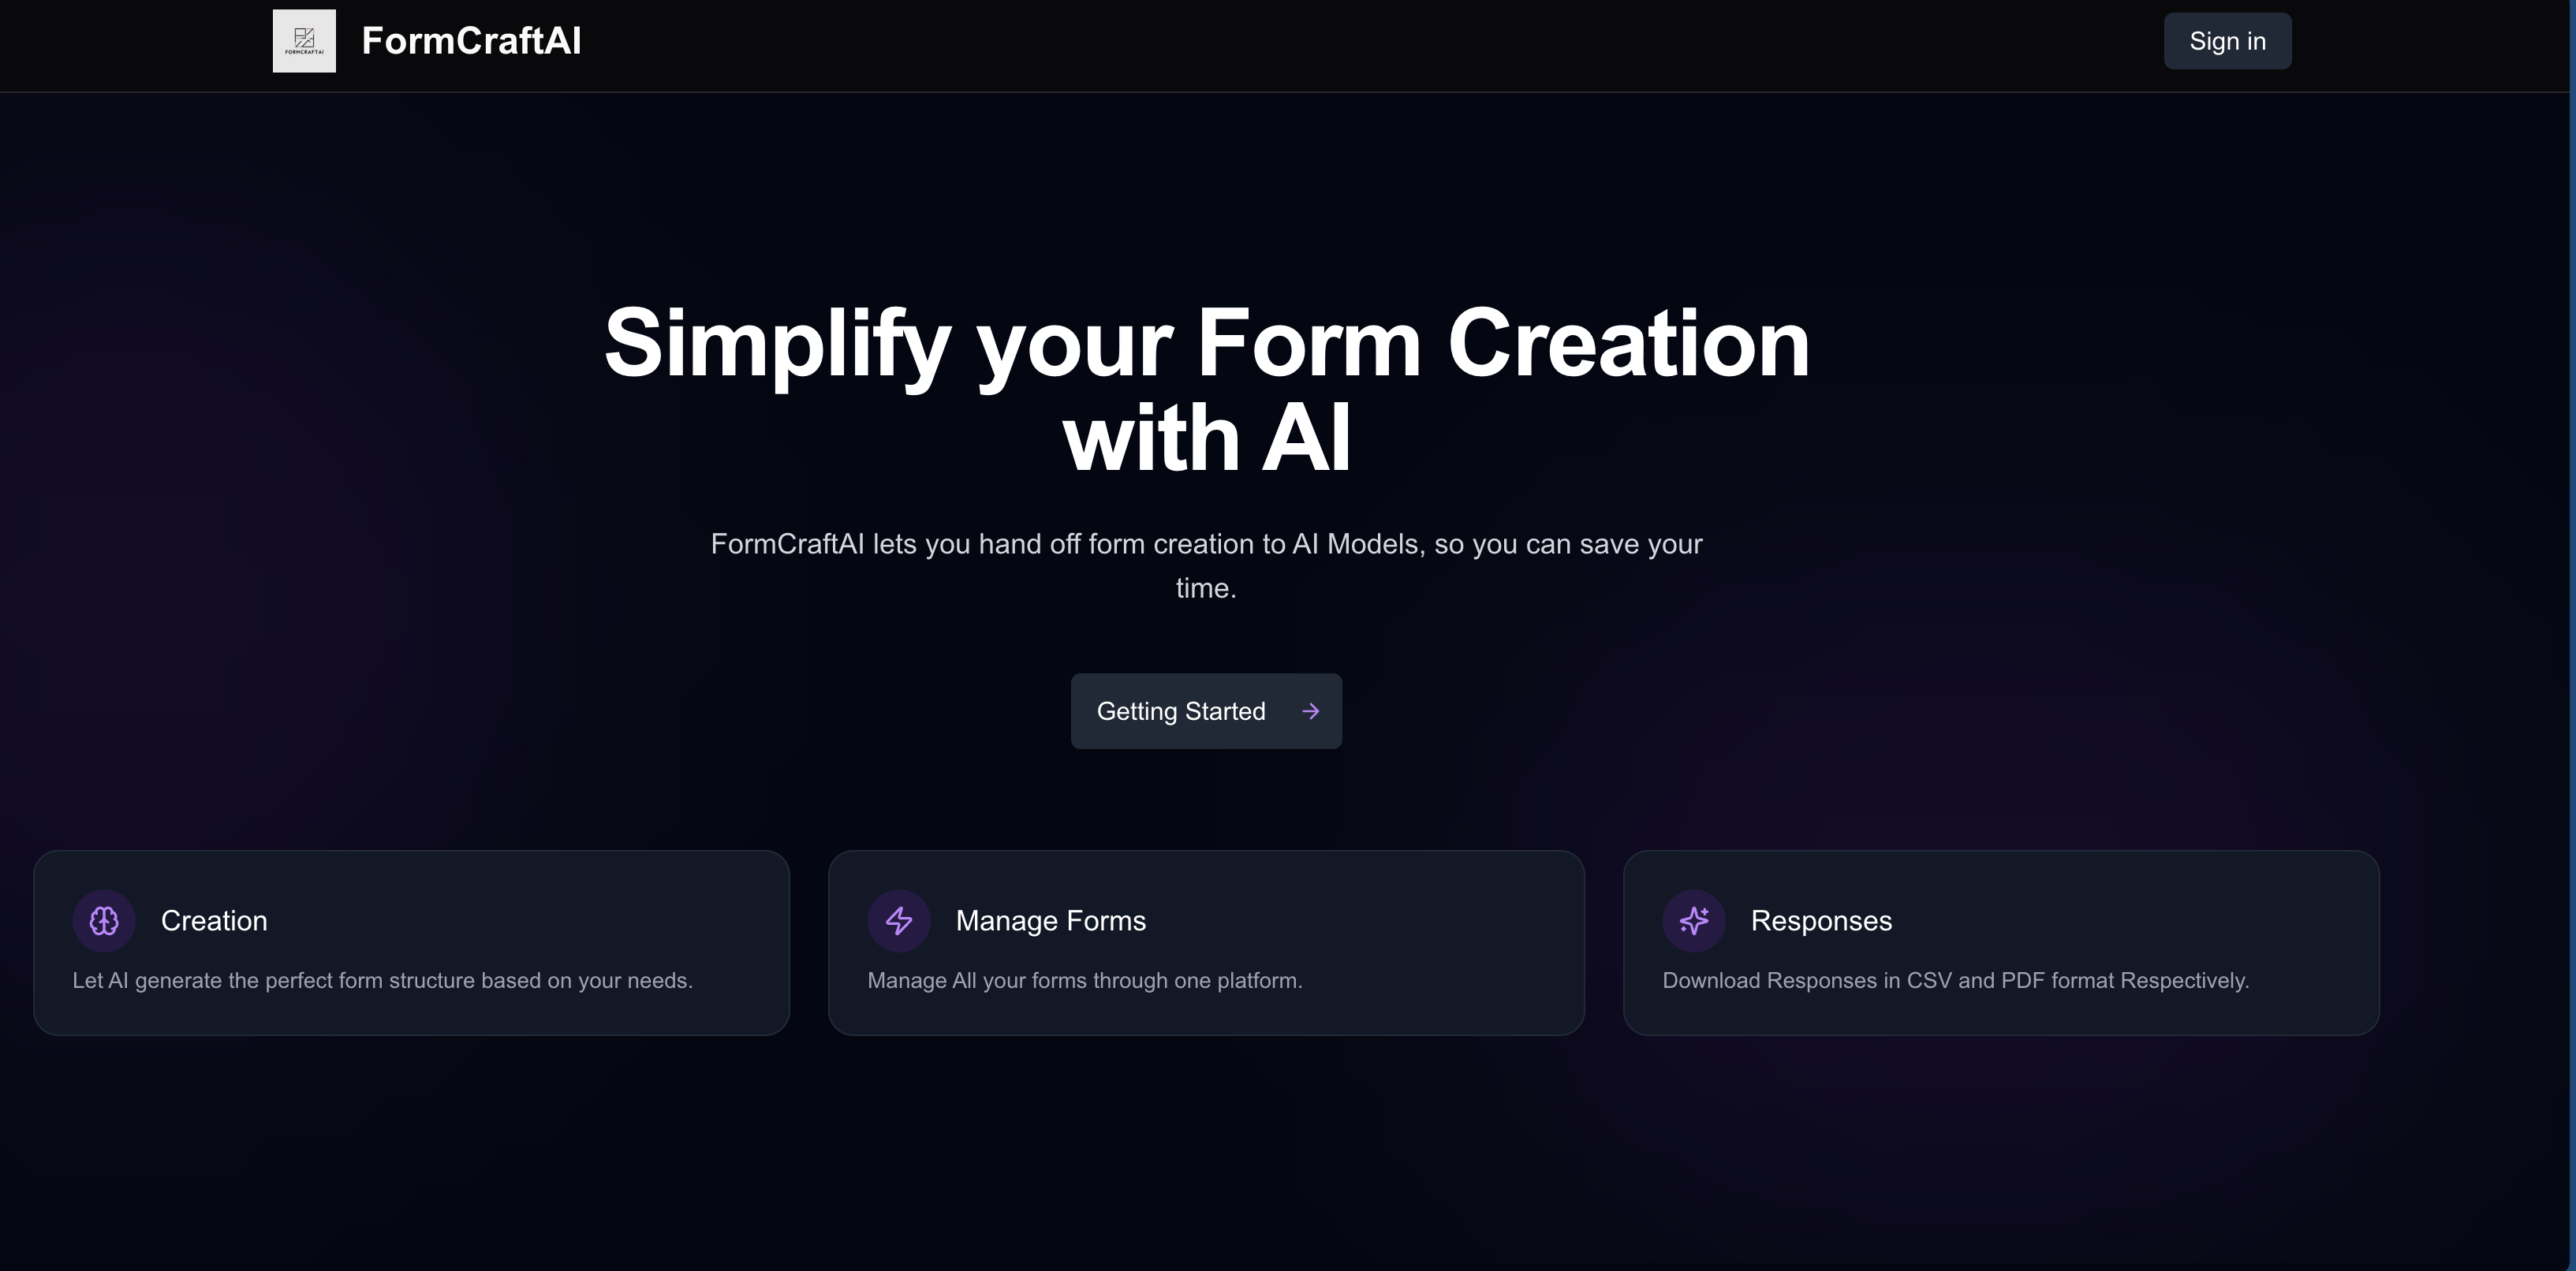 FORMCRAFTAI
FormCraftAI
Sign in
Simplify your Form Creation
with AI
FormCraftAI lets you hand off form creation to AI Models, so you can save your
time.
Getting Started
Creation
Let AI generate the perfect form structure based on your needs.
Manage Forms
Manage All your forms through one platform.
Responses
Download Responses in CSV and PDF format Respectively.